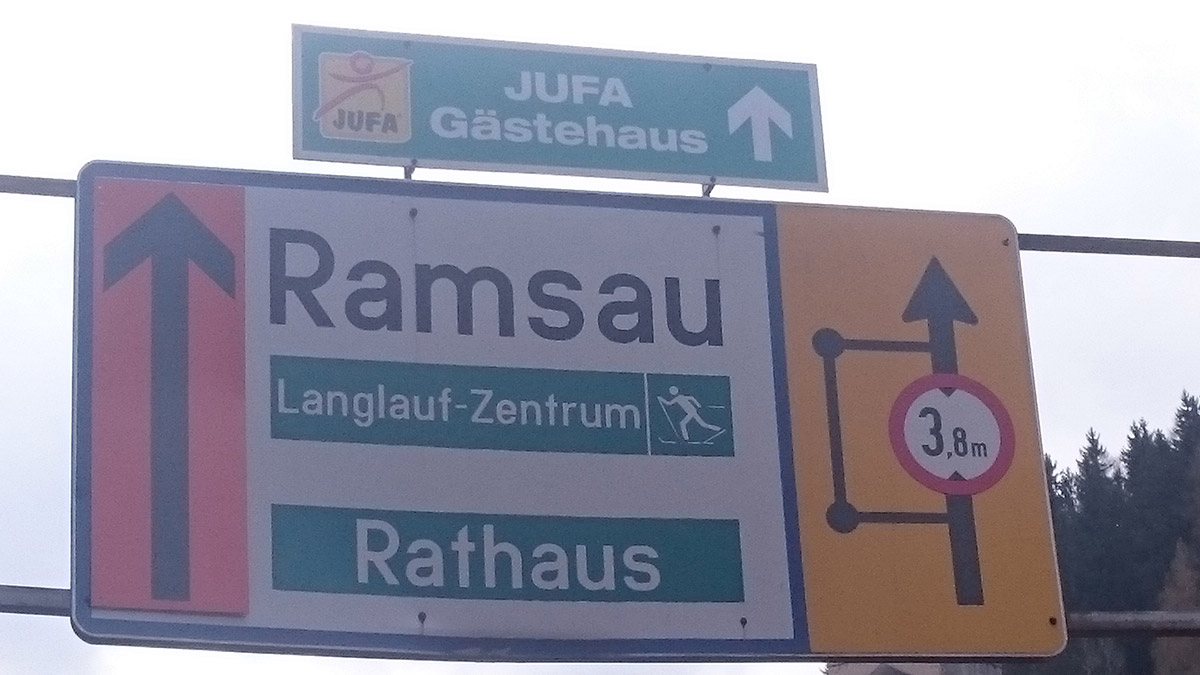 JUFA
JUFA
Gästehaus
Ramsau
Langlauf-Zentrum
Rathaus
3,8m